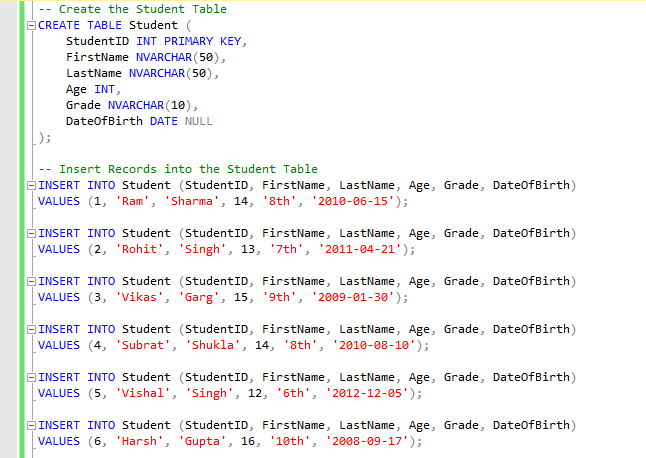 -- Create the Student Table
CREATE TABLE Student (
StudentID INT PRIMARY KEY,
FirstName NVARCHAR(50),
LastName NVARCHAR(50),
Age INT,
Grade NVARCHAR(10),
DateOfBirth DATE NULL
);
-- Insert Records into the Student Table
INSERT INTO Student (StudentID, FirstName, LastName, Age, Grade, DateOfBirth)
VALUES (1, 'Ram', 'Sharma', 14, '8th', '2010-06-15');
INSERT INTO Student (StudentID, FirstName, LastName, Age, Grade, DateOfBirth)
VALUES (2, 'Rohit', 'Singh', 13, '7th', '2011-04-21');
INSERT INTO Student (StudentID, FirstName, LastName, Age, Grade, DateOfBirth)
VALUES (3, 'Vikas', 'Garg', 15, '9th', '2009-01-30');
INSERT INTO Student (StudentID, FirstName, LastName, Age, Grade, DateOfBirth)
VALUES (4, 'Subrat', 'Shukla', 14, '8th', '2010-08-10');
INSERT INTO Student (StudentID, FirstName, LastName, Age, Grade, DateOfBirth)
VALUES (5, 'Vishal', 'Singh', 12, '6th', '2012-12-05');
INSERT INTO Student (StudentID, FirstName, LastName, Age, Grade, DateOfBirth)
VALUES (6, 'Harsh', 'Gupta', 16, '10th', '2008-09-17');